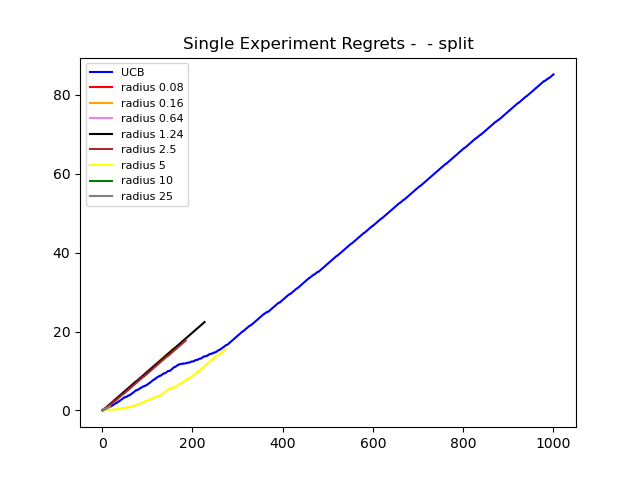 Single Experiment Regrets -  - split
UCB
radius 0.08
radius 0.16
radius 0.64
radius 1.24
radius 2.5
radius 5
radius 10
radius 25
80
60
40
20
0
0 200 400 600 800 1000